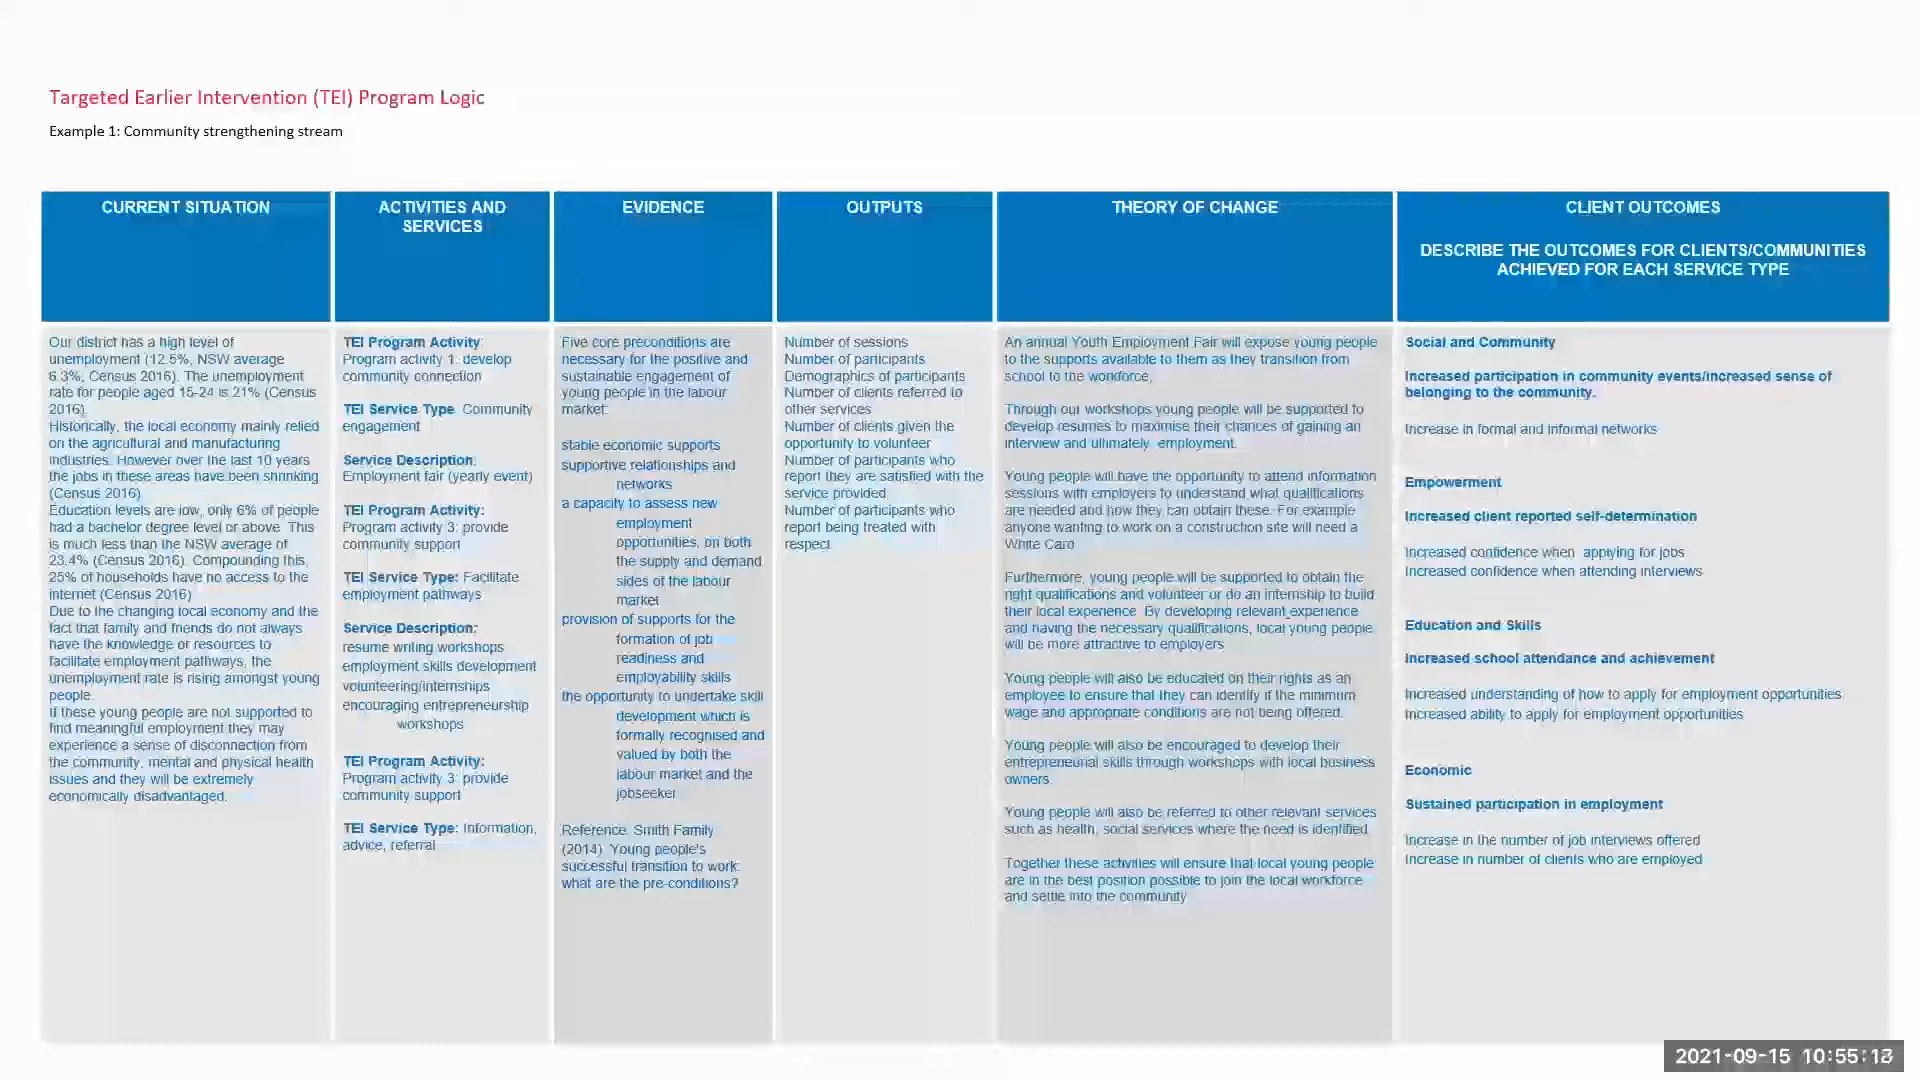 Targeted Earlier Intervention (TEI) Program Logic
Example 1: Community strengthening stream
CURRENT SITUATION
Our district has a high level of
unemployment (12.5%, NSW average
6.3%, Census 2016). The unemployment
rate for people aged 15-24 is 21% (Census
2016).
Historically, the local economy mainly relied
on the agricultural and manufacturing
industries. However over the last 10 years
the jobs in these areas have been shrinking
(Census 2016)
Education levels are low, only 6% of people
had a bachelor degree level or above. This
is much less than the NSW average of
23.4% (Census 2016). Compounding this,
25% of households have no access to the
internet (Census 2016)
Due to the changing local economy and the
fact that family and friends do not always
have the knowledge or resources to
facilitate employment pathways, the
unemployment rate is rising amongst young
people.
If these young people are not supported to
find meaningful employment they may
experience a sense of disconnection from
the community, mental and physical health
issues and they will be extremely
economically disadvantaged.
ACTIVITIES AND
SERVICES
TEI Program Activity:
Program activity 1: develop
community connection
TEI Service Type: Community
engagement
Service Description:
Employment fair (yearly event)
TEI Program Activity:
Program activity 3: provide
community support
TEI Service Type: Facilitate
employment pathways
Service Description:
resume writing workshops
employment skills development
volunteering/internships
encouraging entrepreneurship
workshops
TEI Program Activity:
Program activity 3: provide
community support
TEI Service Type: Information,
advice, referral
EVIDENCE
Five core preconditions are
necessary for the positive and
sustainable engagement of
young people in the labour
market:
stable economic supports
supportive relationships and
networks
a capacity to assess new
employment
opportunities, on both
the supply and demand
sides of the labour
market
provision of supports for the
formation of job
readiness and
employability skills
the opportunity to undertake skill
development which is
formally recognised and
valued by both the
labour market and the
jobseeker
Reference: Smith Family
(2014) Young people's
successful transition to work:
what are the pre-conditions?
OUTPUTS
Number of sessions
Number of participants
Demographics of participants
Number of clients referred to
other services
Number of clients given the
opportunity to volunteer
Number of participants who
report they are satisfied with the
service provided
Number of participants who
report being treated with
respect
THEORY OF CHANGE
An annual Youth Employment Fair will expose young people
to the supports available to them as they transition from
school to the workforce,
Through our workshops young people will be supported to
develop resumes to maximise their chances of gaining an
interview and ultimately, employment.
Young people will have the opportunity to attend information
sessions with employers to understand what qualifications
are needed and how they can obtain these. For example
anyone wanting to work on a construction site will need a
White Card
Furthermore, young people will be supported to obtain the
right qualifications and volunteer or do an internship to build
their local experience. By developing relevant experience
and having the necessary qualifications, local young people
will be more attractive to employers
Young people will also be educated on their rights as an
employee to ensure that they can identify if the minimum
wage and appropriate conditions are not being offered.
Young people will also be encouraged to develop their
entrepreneurial skills through workshops with local business
owners.
Young people will also be referred to other relevant services
such as health, social services where the need is identified
Together these activities will ensure that local young people
are in the best position possible to join the local workforce
and settle into the community
CLIENT OUTCOMES
DESCRIBE THE OUTCOMES FOR CLIENTS/COMMUNITIES
ACHIEVED FOR EACH SERVICE TYPE
Social and Community
Increased participation in community events/increased sense of
belonging to the community.
Increase in formal and informal networks
Empowerment
Increased client reported self-determination
Increased confidence when applying for jobs
Increased confidence when attending interviews
Education and Skills
Increased school attendance and achievement
Increased understanding of how to apply for employment opportunities
Increased ability to apply for employment opportunities
Economic
Sustained participation in employment
Increase in the number of job interviews offered
Increase in number of clients who are employed
2021-09-15 10:55:13